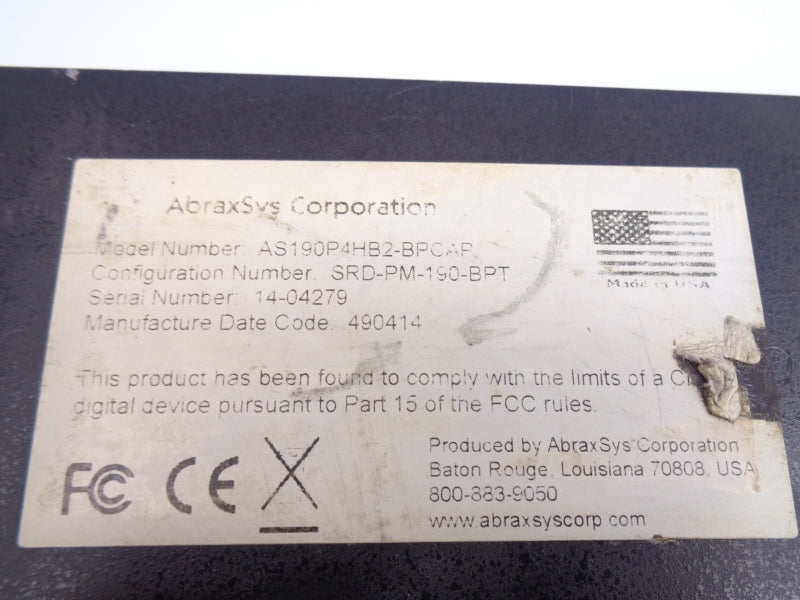 AbraxSys Corporation
Model Number: AS190P4HB2-BPCAP
Configuration Number: SRD-PM-190-BPT
Serial Number: 14-04279
Manufacture Date Code: 490414
Made in USA
This product has been found to comply with the limits of a
digital device pursuant to Part 15 of the FCC rules.
FC CE
Produced by AbraxSys Corporation
Baton Rouge, Louisiana 70808, USA
800-883-9050
www.abraxsyscorp.com